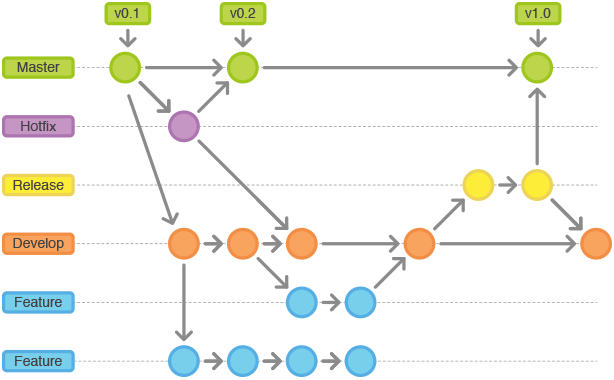 v0.1
v0.2
v1.0
Master
Hotfix
Release
Develop
Feature
Feature